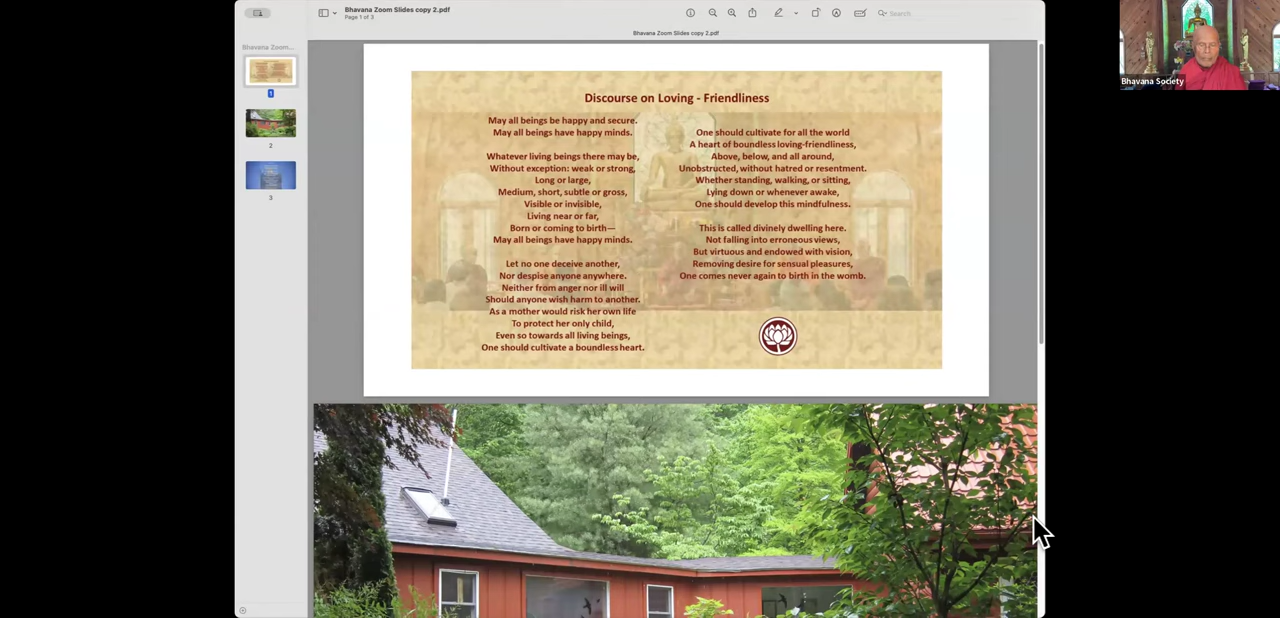 Bhavana Zoom Slides copy 2.pdf
Page 1 of 3
Search
Bhavana Zoom Slides copy 2.pdf
Bhavana Zoom...
1
2
3
Discourse on Loving - Friendliness
May all beings be happy and secure.
May all beings have happy minds.
Whatever living beings there may be,
Without exception: weak or strong,
Long or large,
Medium, short, subtle or gross,
Visible or invisible,
Living near or far,
Born or coming to birth—
May all beings have happy minds.
Let no one deceive another,
Nor despise anyone anywhere.
Neither from anger nor ill will
Should anyone wish harm to another.
As a mother would risk her own life
To protect her only child,
Even so towards all living beings,
One should cultivate a boundless heart.
One should cultivate for all the world
A heart of boundless loving-friendliness,
Above, below, and all around,
Unobstructed, without hatred or resentment.
Whether standing, walking, or sitting,
Lying down or whenever awake,
One should develop this mindfulness.
This is called divinely dwelling here.
Not falling into erroneous views,
But virtuous and endowed with vision,
Removing desire for sensual pleasures,
One comes never again to birth in the womb.
Bhavana Society